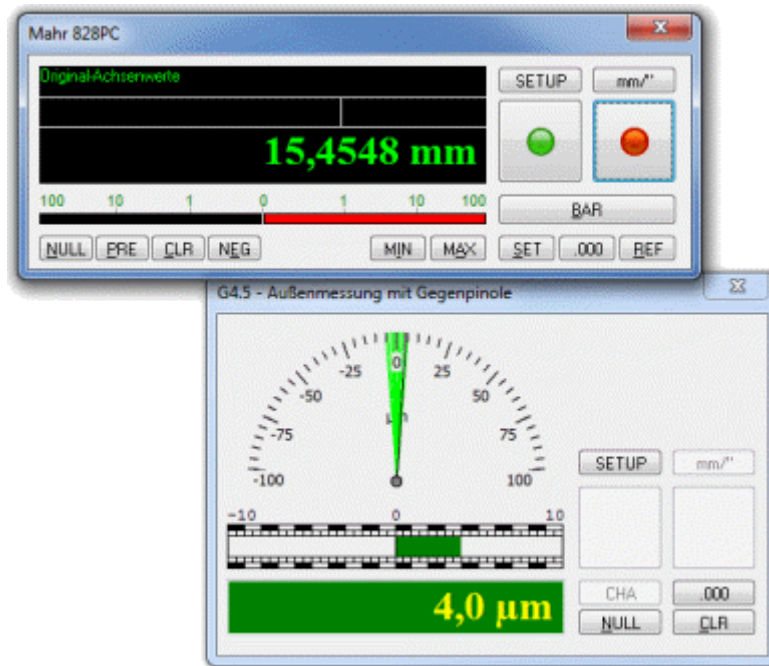 Mahr 828PC
Original-Achsenwerte
SETUP mm/"
15,4548 mm
100 10 1 0 1 10 100
BAR
NULL PRE CLR NEG MIN MAX SET .000 REF
G4.5 - Außenmessung mit Gegenpinole
-100 -75 -50 -25 0 25 50 75 100
µm
SETUP mm/"
-10 0 10
4,0 µm
CHA .000
NULL CLR